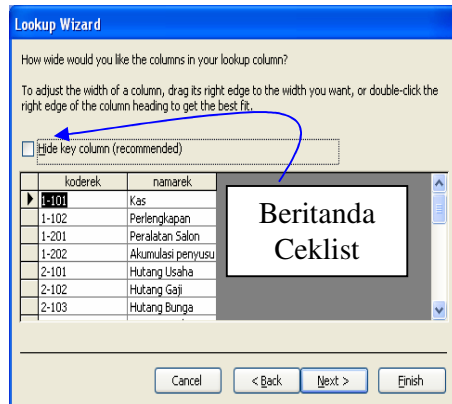 Lookup Wizard
How wide would you like the columns in your lookup column?
To adjust the width of a column, drag its right edge to the width you want, or double-click the
right edge of the column heading to get the best fit.
Hide key column (recommended)
koderek namarek
1-101 Kas
1-102 Perlengkapan
1-201 Peralatan Salon
1-202 Akumulasi penyusu
2-101 Hutang Usaha
2-102 Hutang Gaji
2-103 Hutang Bunga
Beritanda
Ceklist
Cancel < Back Next > Finish